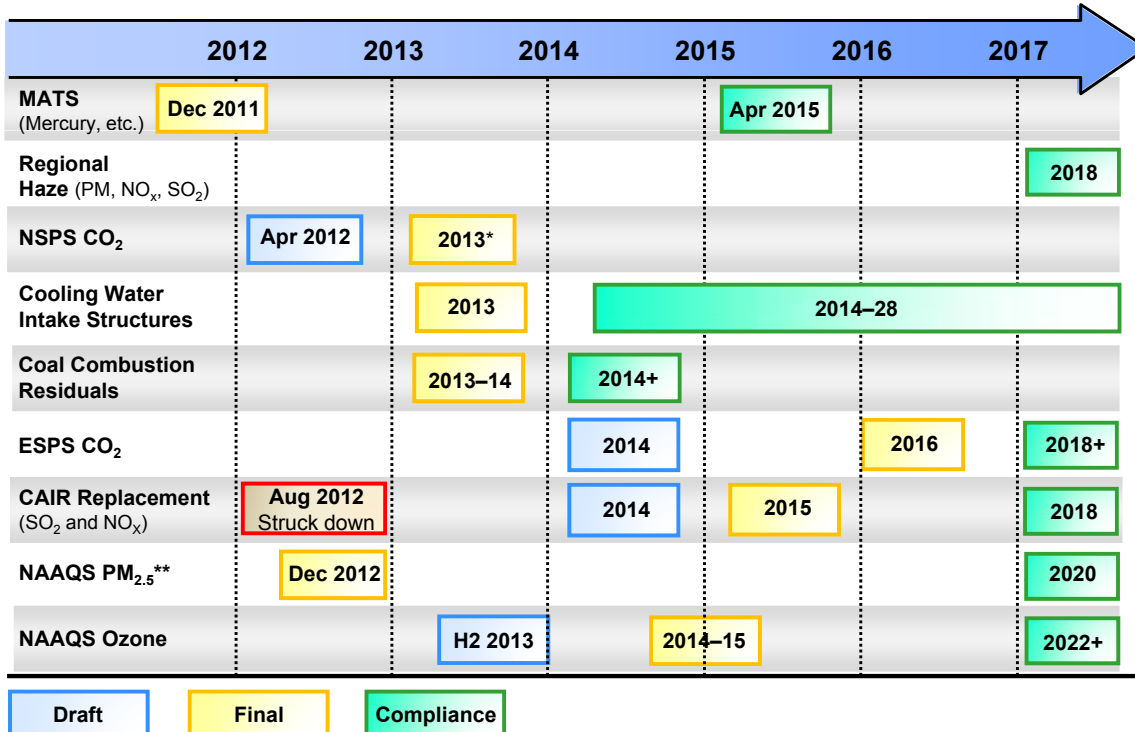 2012 2013 2014 2015 2016 2017
MATS
(Mercury, etc.)
Dec 2011
Apr 2015
Regional
Haze (PM, NOx, SO2)
2018
NSPS CO2
Apr 2012
2013*
Cooling Water
Intake Structures
2013
2014–28
Coal Combustion
Residuals
2013–14
2014+
ESPS CO2
2014
2016
2018+
CAIR Replacement
(SO2 and NOX)
Aug 2012
Struck down
2014
2015
2018
NAAQS PM2.5**
Dec 2012
2020
NAAQS Ozone
H2 2013
2014–15
2022+
Draft
Final
Compliance